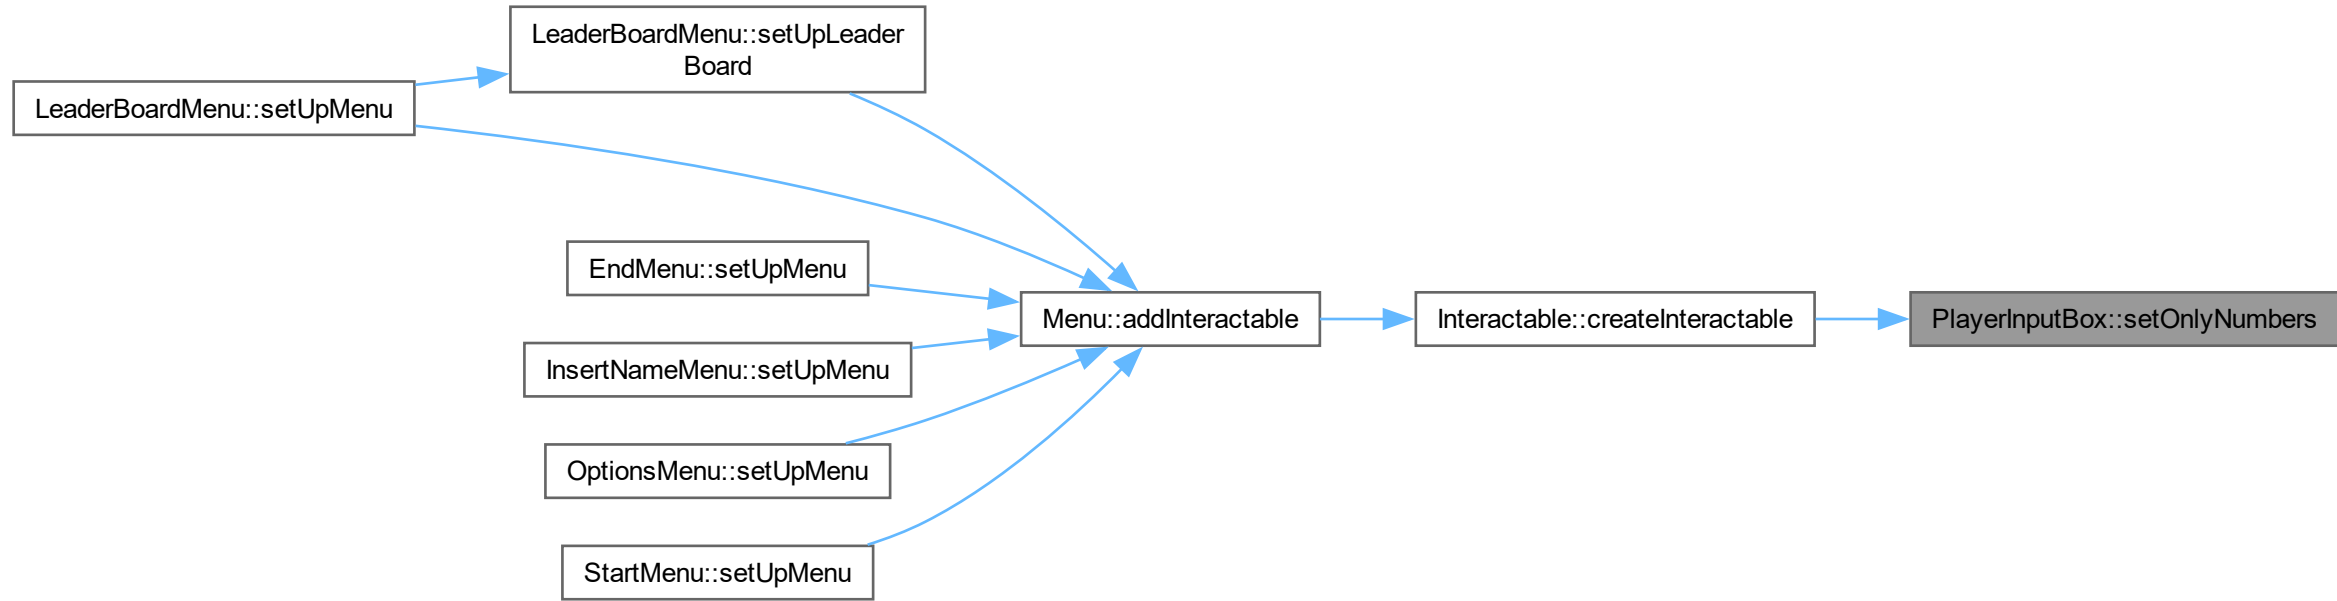 LeaderBoardMenu::setUpLeader
Board
LeaderBoardMenu::setUpMenu
EndMenu::setUpMenu
Menu::addInteractable
Interactable::createInteractable
PlayerInputBox::setOnlyNumbers
InsertNameMenu::setUpMenu
OptionsMenu::setUpMenu
StartMenu::setUpMenu